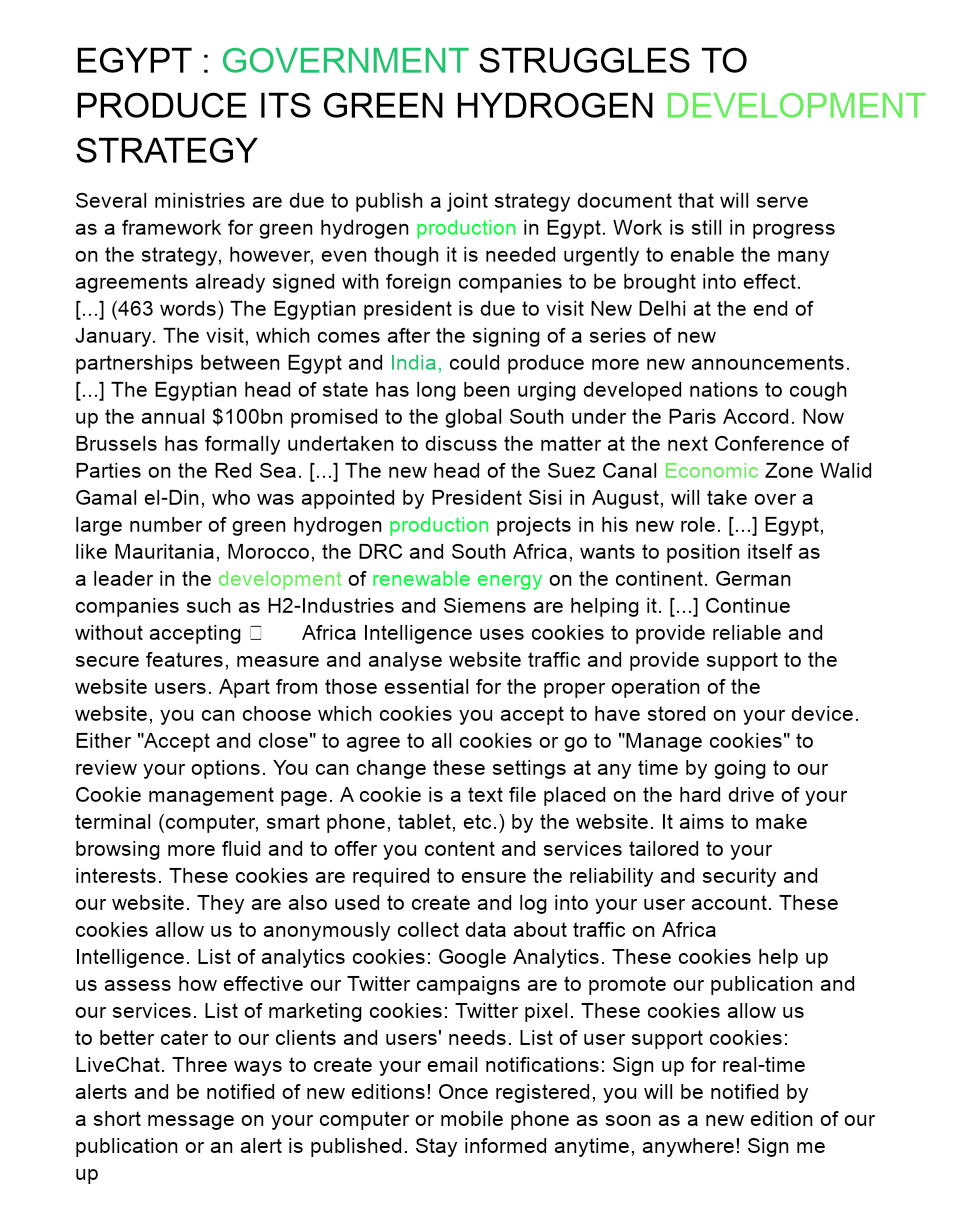 EGYPT : GOVERNMENT STRUGGLES TO
PRODUCE ITS GREEN HYDROGEN DEVELOPMENT
STRATEGY
Several ministries are due to publish a joint strategy document that will serve
as a framework for green hydrogen production in Egypt. Work is still in progress
on the strategy, however, even though it is needed urgently to enable the many
agreements already signed with foreign companies to be brought into effect.
[...] (463 words) The Egyptian president is due to visit New Delhi at the end of
January. The visit, which comes after the signing of a series of new
partnerships between Egypt and India, could produce more new announcements.
[...] The Egyptian head of state has long been urging developed nations to cough
up the annual $100bn promised to the global South under the Paris Accord. Now
Brussels has formally undertaken to discuss the matter at the next Conference of
Parties on the Red Sea. [...] The new head of the Suez Canal Economic Zone Walid
Gamal el-Din, who was appointed by President Sisi in August, will take over a
large number of green hydrogen production projects in his new role. [...] Egypt,
like Mauritania, Morocco, the DRC and South Africa, wants to position itself as
a leader in the development of renewable energy on the continent. German
companies such as H2-Industries and Siemens are helping it. [...] Continue
without accepting □ Africa Intelligence uses cookies to provide reliable and
secure features, measure and analyse website traffic and provide support to the
website users. Apart from those essential for the proper operation of the
website, you can choose which cookies you accept to have stored on your device.
Either "Accept and close" to agree to all cookies or go to "Manage cookies" to
review your options. You can change these settings at any time by going to our
Cookie management page. A cookie is a text file placed on the hard drive of your
terminal (computer, smart phone, tablet, etc.) by the website. It aims to make
browsing more fluid and to offer you content and services tailored to your
interests. These cookies are required to ensure the reliability and security and
our website. They are also used to create and log into your user account. These
cookies allow us to anonymously collect data about traffic on Africa
Intelligence. List of analytics cookies: Google Analytics. These cookies help up
us assess how effective our Twitter campaigns are to promote our publication and
our services. List of marketing cookies: Twitter pixel. These cookies allow us
to better cater to our clients and users' needs. List of user support cookies:
LiveChat. Three ways to create your email notifications: Sign up for real-time
alerts and be notified of new editions! Once registered, you will be notified by
a short message on your computer or mobile phone as soon as a new edition of our
publication or an alert is published. Stay informed anytime, anywhere! Sign me
up